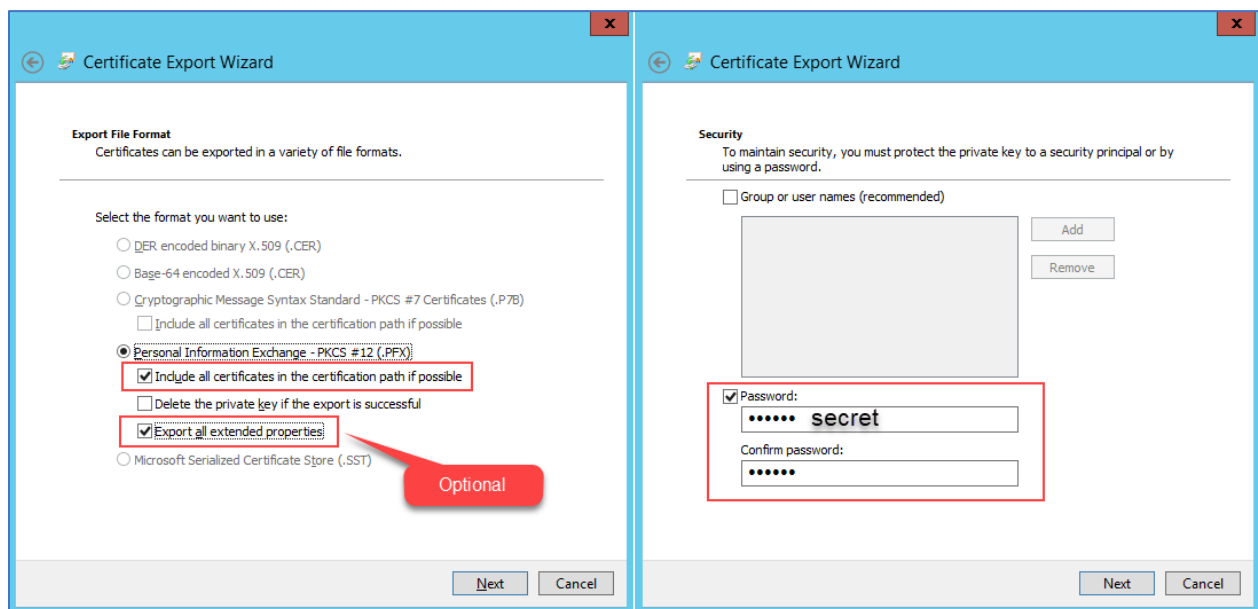 x
Certificate Export Wizard
Export File Format
Certificates can be exported in a variety of file formats.
Select the format you want to use:
DER encoded binary X.509 (.CER)
Base-64 encoded X.509 (.CER)
Cryptographic Message Syntax Standard - PKCS #7 Certificates (.P7B)
Include all certificates in the certification path if possible
Personal Information Exchange - PKCS #12 (.PFX)
Include all certificates in the certification path if possible
Delete the private key if the export is successful
Export all extended properties
Microsoft Serialized Certificate Store (.SST)
Optional
Next
Cancel
x
Certificate Export Wizard
Security
To maintain security, you must protect the private key to a security principal or by
using a password.
Group or user names (recommended)
Add
Remove
Password:
•••••• secret
Confirm password:
••••••
Next
Cancel